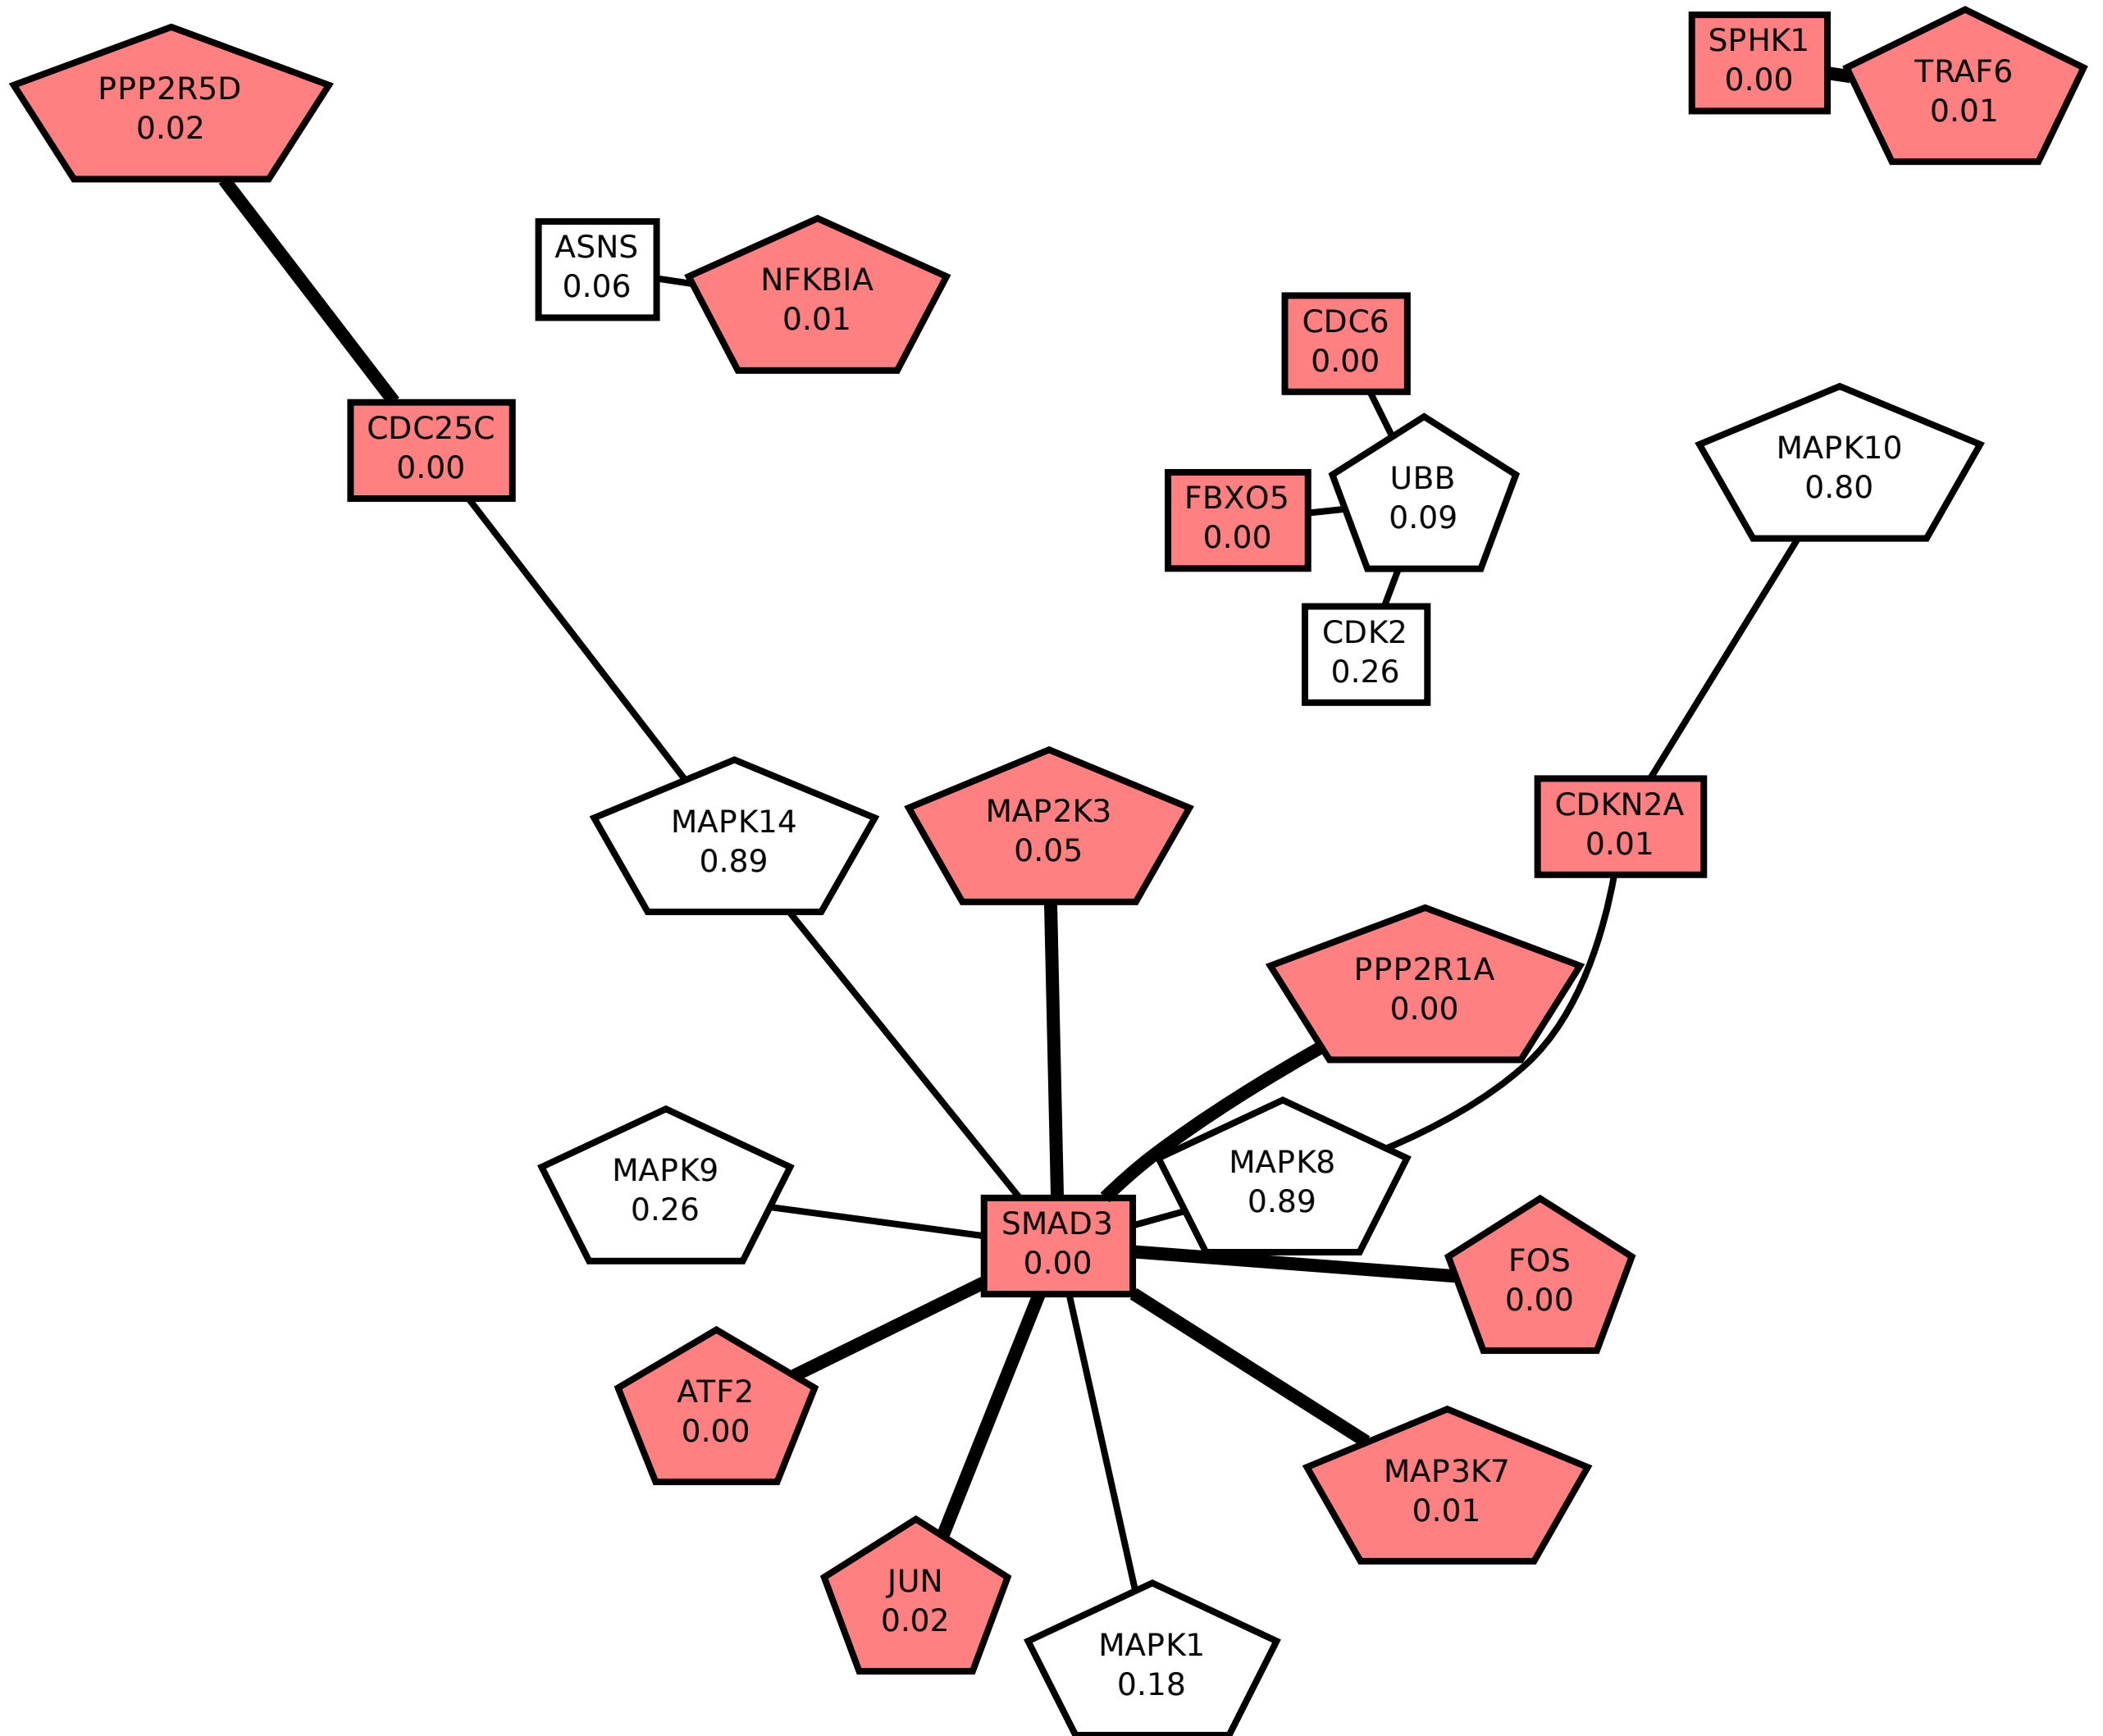 SPHK1
0.00
TRAF6
0.01
PPP2R5D
0.02
ASNS
0.06
NFKBIA
0.01
CDC6
0.00
CDC25C
0.00
MAPK10
0.80
UBB
0.09
FBXO5
0.00
CDK2
0.26
CDKN2A
0.01
MAP2K3
0.05
MAPK14
0.89
PPP2R1A
0.00
MAPK8
0.89
MAPK9
0.26
SMAD3
0.00
FOS
0.00
ATF2
0.00
MAP3K7
0.01
JUN
0.02
MAPK1
0.18